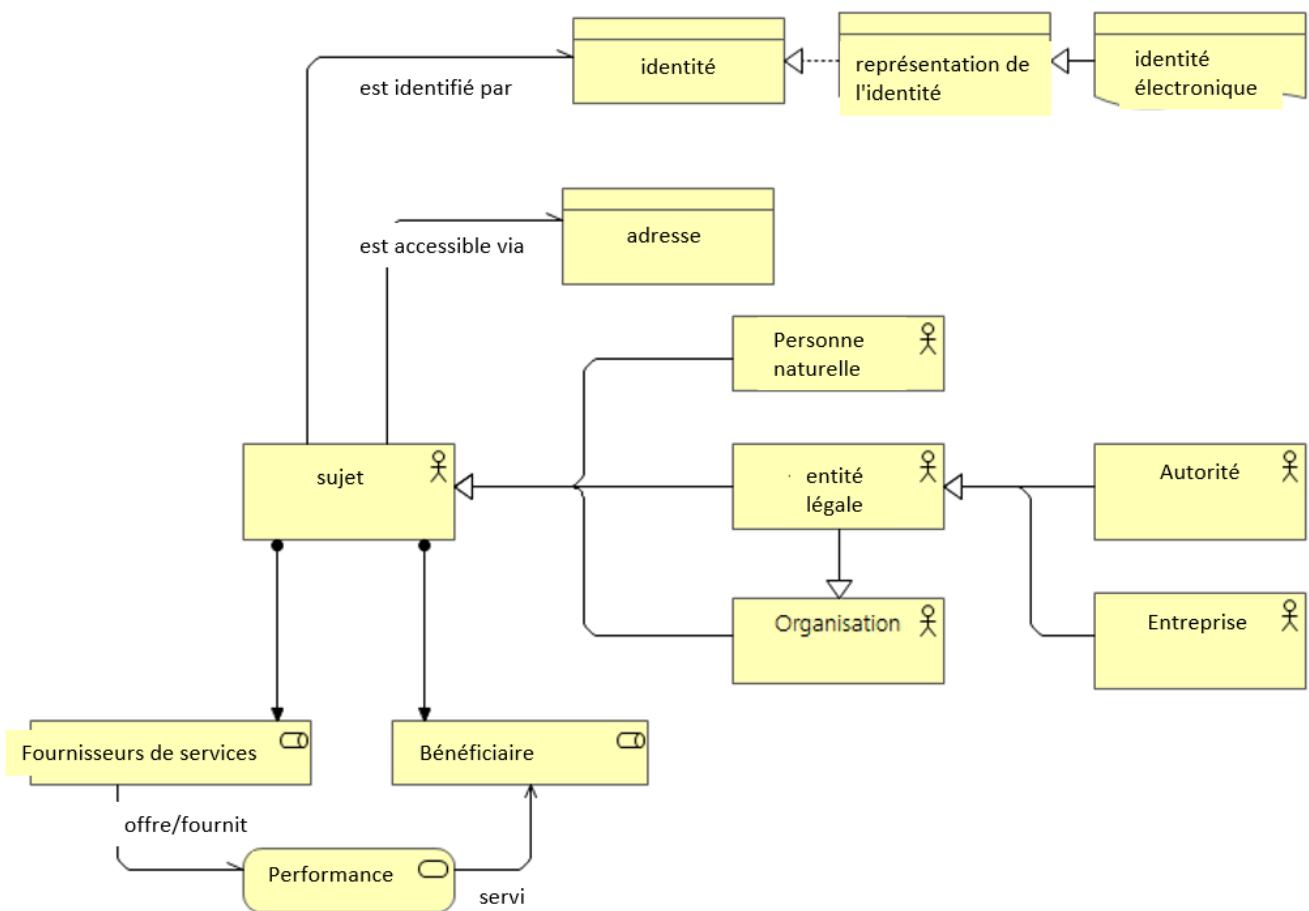 identité
représentation de
l'identité
identité
électronique
est identifié par
adresse
est accessible via
Personne
naturelle
sujet
entité
légale
Autorité
Organisation
Entreprise
Fournisseurs de services
Bénéficiaire
offre/fournit
Performance
servi